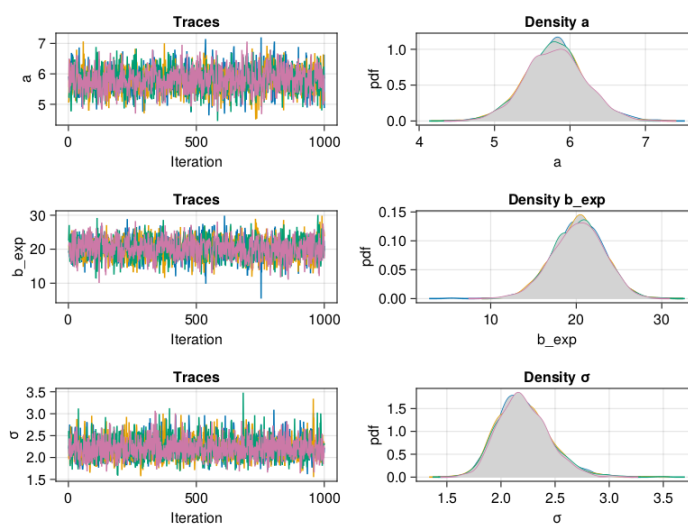 Traces
Density a
7
6
5
a
0
500
1000
Iteration
1.0
0.5
0.0
pdf
4
5
6
7
a
Traces
Density b_exp
30
20
10
b_exp
0
500
1000
Iteration
0.15
0.10
0.05
0.00
pdf
10
20
30
b_exp
Traces
Density σ
3.5
3.0
2.5
2.0
1.5
σ
0
500
1000
Iteration
1.5
1.0
0.5
0.0
pdf
1.5
2.0
2.5
3.0
3.5
σ